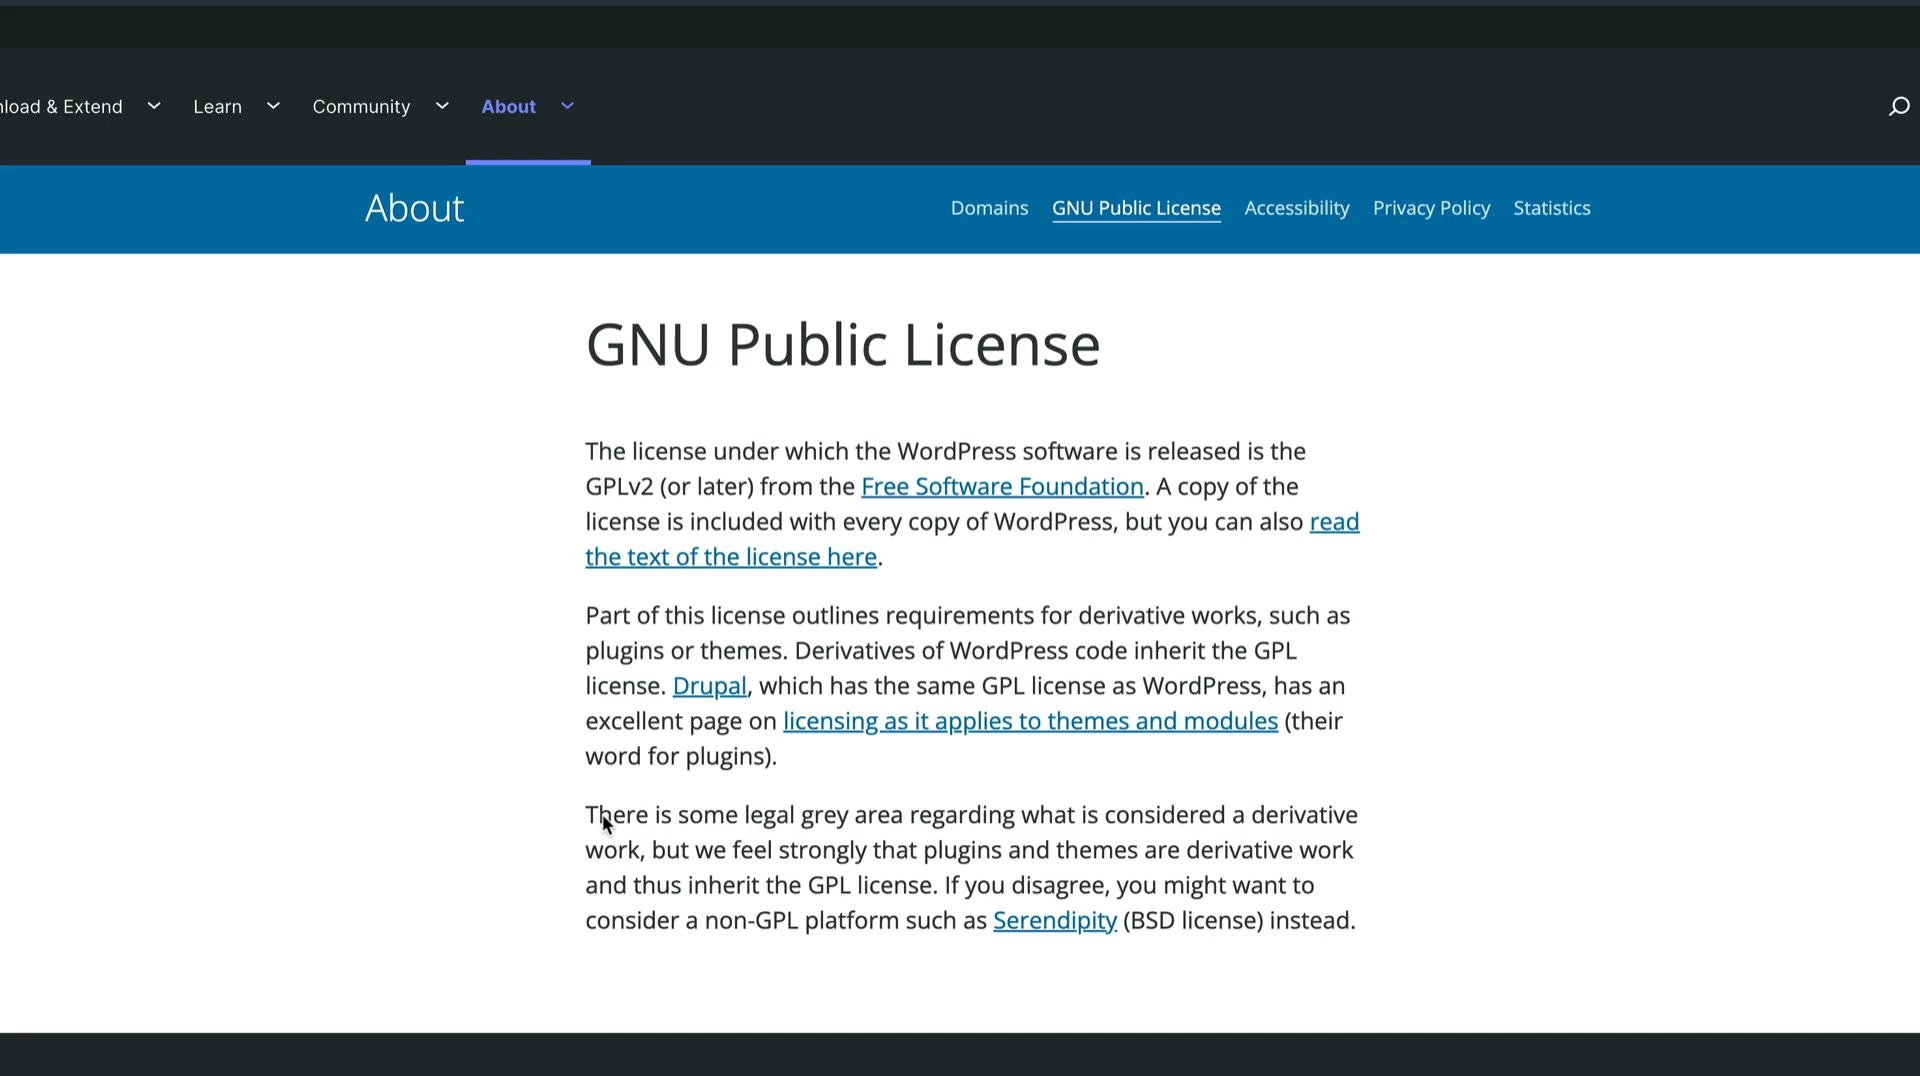 nload & Extend Learn Community About
About Domains GNU Public License Accessibility Privacy Policy Statistics
GNU Public License
The license under which the WordPress software is released is the
GPLv2 (or later) from the Free Software Foundation. A copy of the
license is included with every copy of WordPress, but you can also read
the text of the license here.
Part of this license outlines requirements for derivative works, such as
plugins or themes. Derivatives of WordPress code inherit the GPL
license. Drupal, which has the same GPL license as WordPress, has an
excellent page on licensing as it applies to themes and modules (their
word for plugins).
There is some legal grey area regarding what is considered a derivative
work, but we feel strongly that plugins and themes are derivative work
and thus inherit the GPL license. If you disagree, you might want to
consider a non-GPL platform such as Serendipity (BSD license) instead.